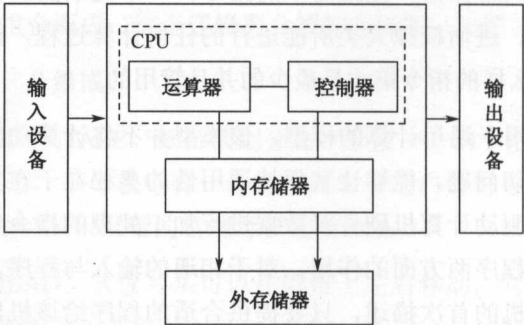 CPU
运算器
控制器
输入设备
输出设备
内存储器
外存储器